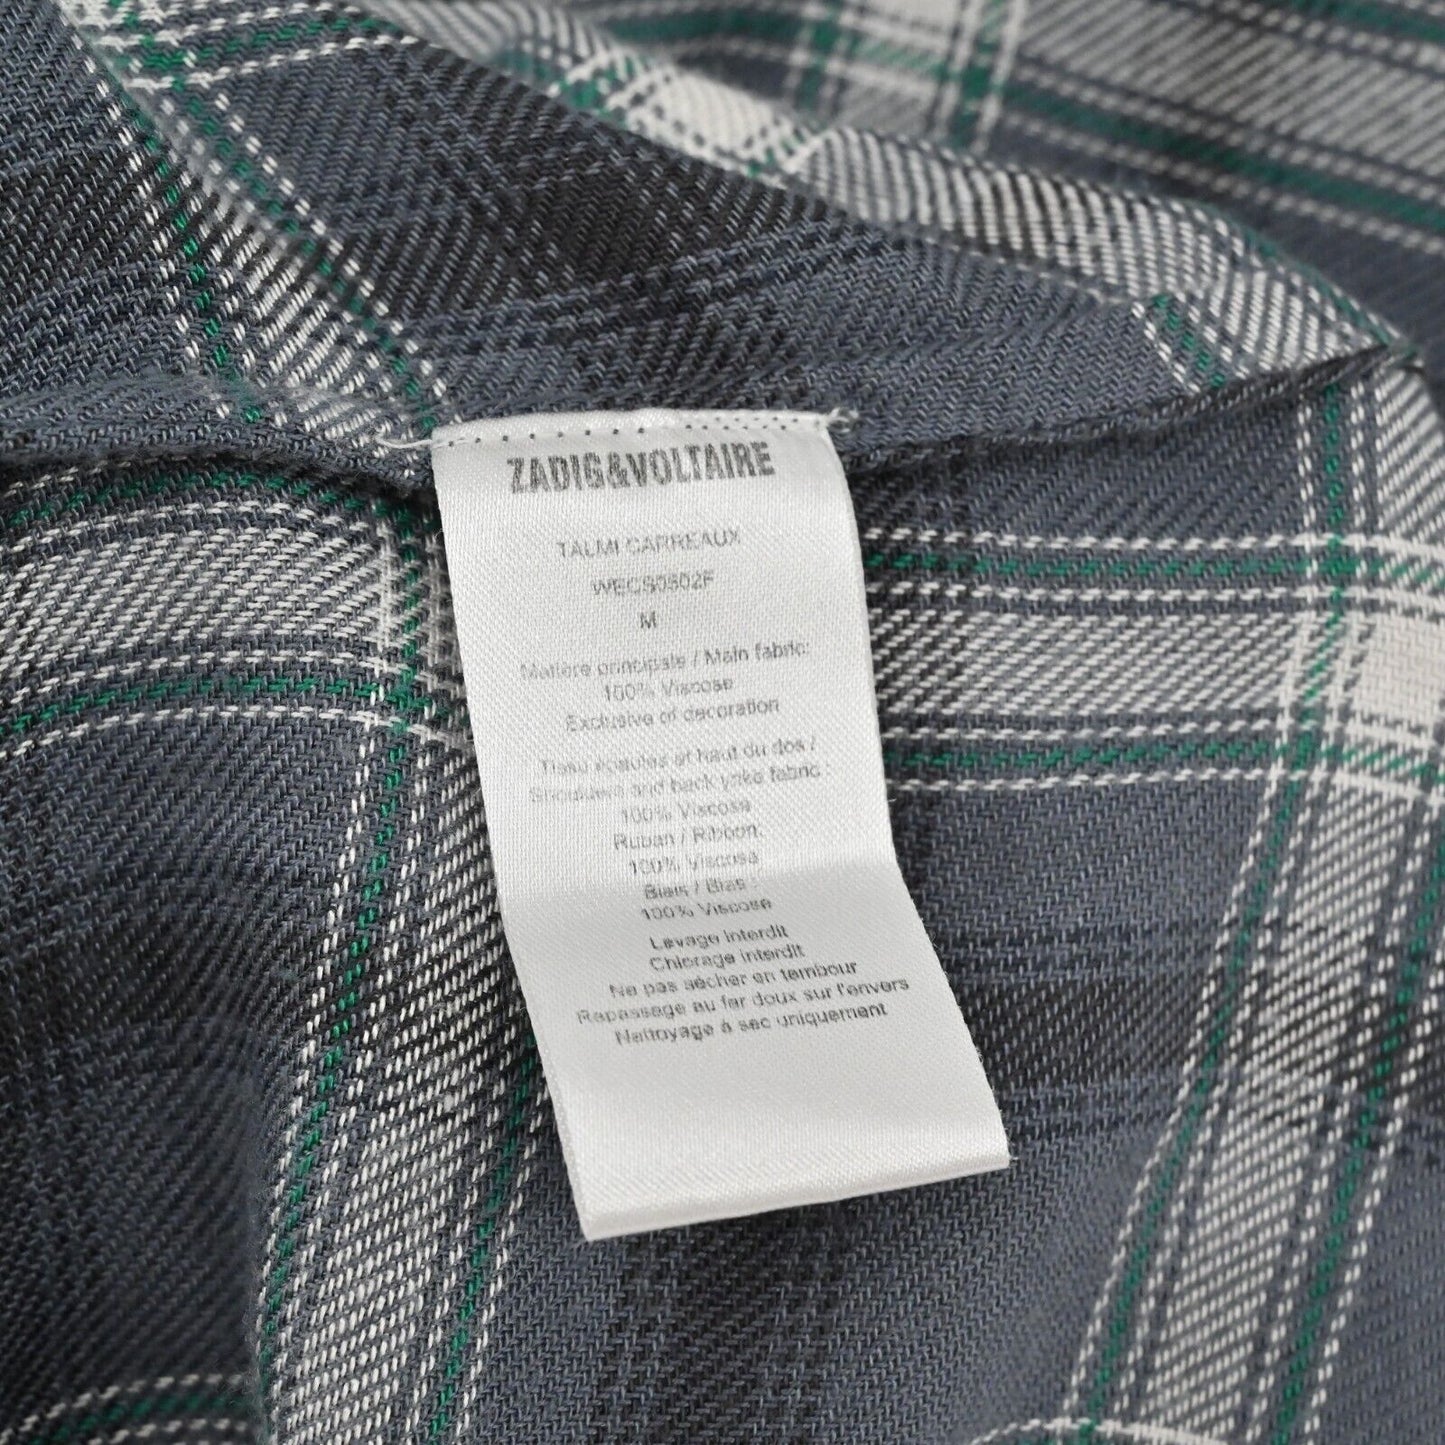 ZADIG&VOLTAIRE
TALMI CARREAUX
WECS0502F
M
Matière principale / Main fabric:
100% Viscose
Exclusive of decoration
Tissu épaules et haut du dos /
Shoulders and back yoke fabric :
100% Viscose
Ruban / Ribbon:
100% Viscose
Biais / Bias :
100% Viscose
Lavage interdit
Chlorage interdit
Ne pas sécher en tambour
Repassage au fer doux sur l'envers
Nettoyage à sec uniquement